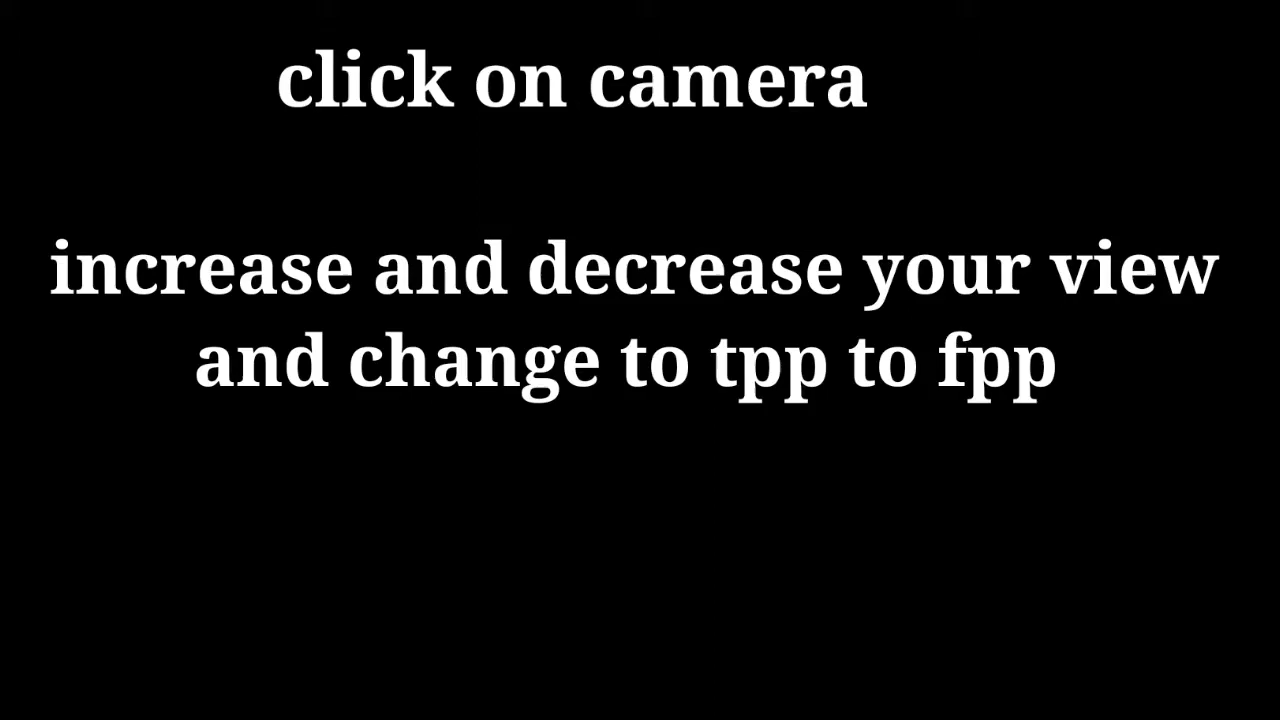 click on camera
increase and decrease your view
and change to tpp to fpp